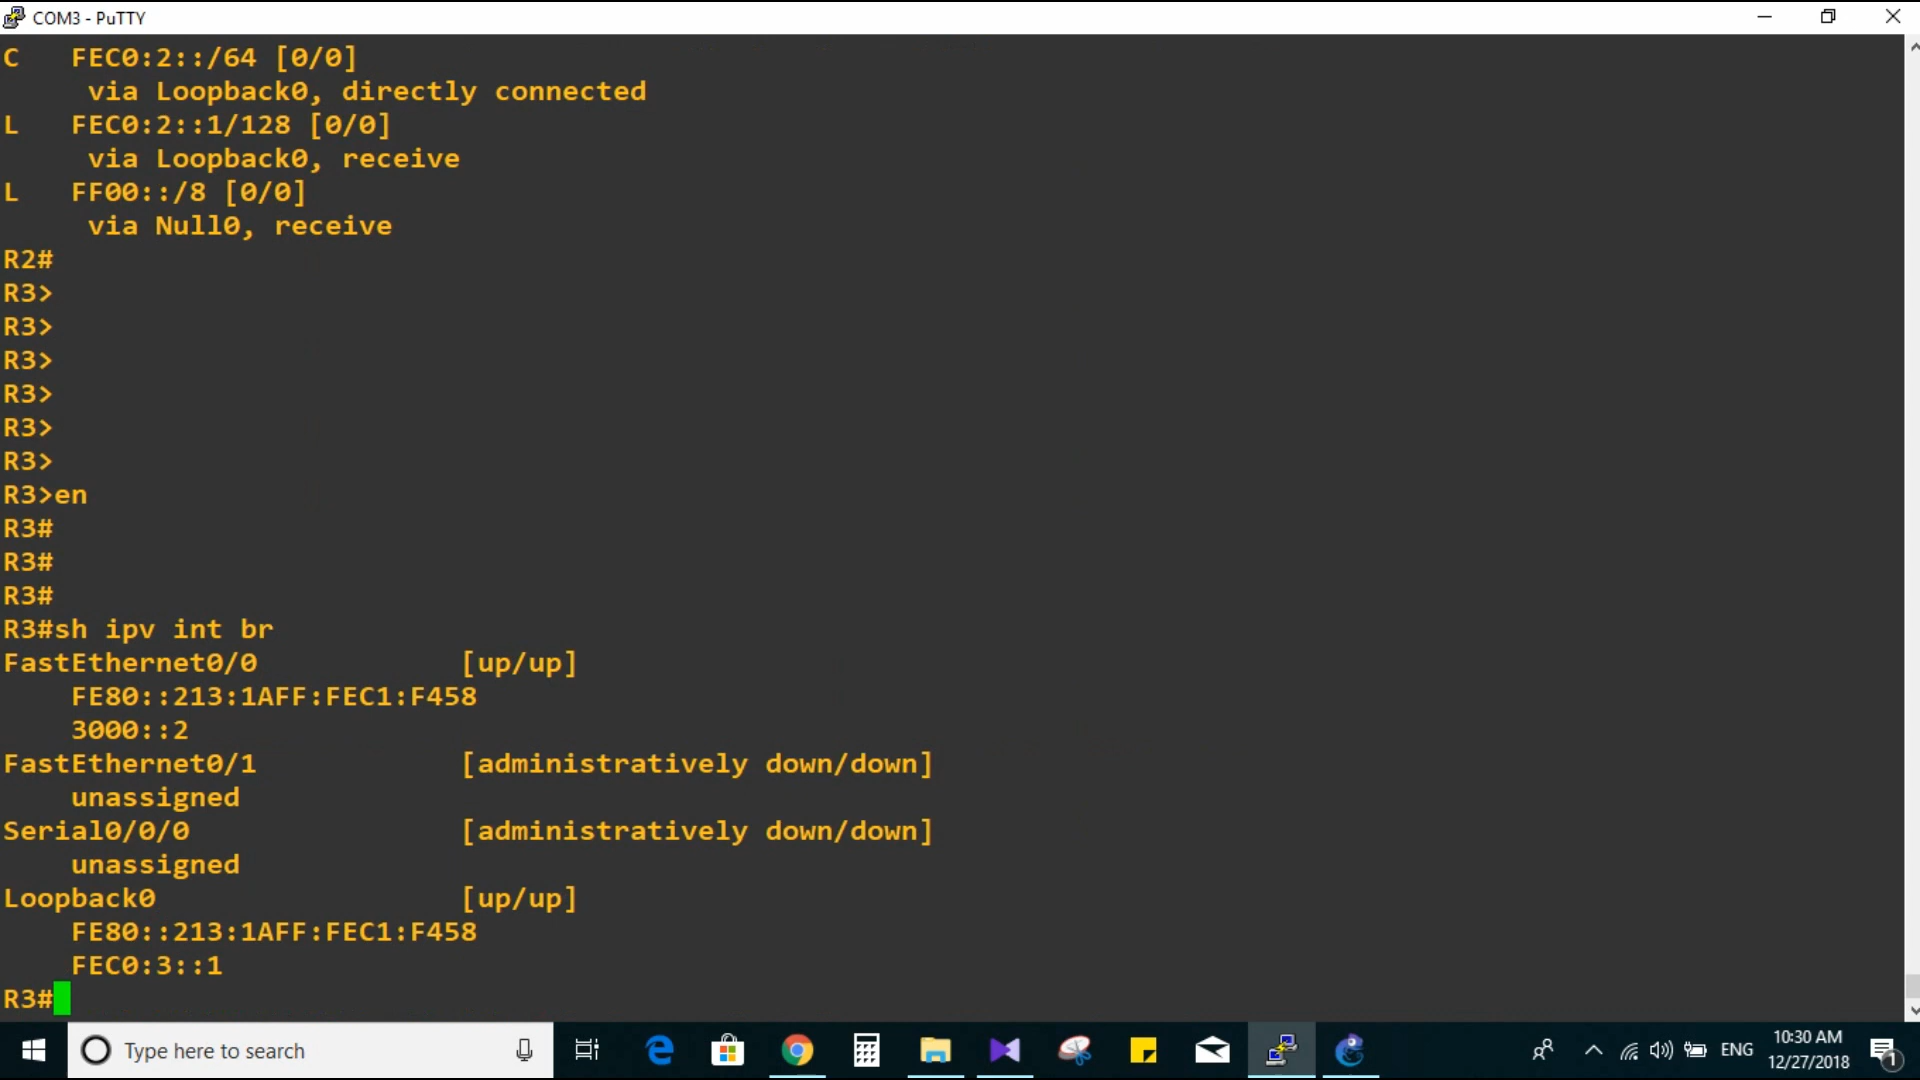 COM3 - PuTTY
C   FEC0:2::/64 [0/0]
     via Loopback0, directly connected
L   FEC0:2::1/128 [0/0]
     via Loopback0, receive
L   FF00::/8 [0/0]
     via Null0, receive
R2#
R3>
R3>
R3>
R3>
R3>
R3>
R3>en
R3#
R3#
R3#
R3#sh ipv int br
FastEthernet0/0            [up/up]
    FE80::213:1AFF:FEC1:F458
    3000::2
FastEthernet0/1            [administratively down/down]
    unassigned
Serial0/0/0                [administratively down/down]
    unassigned
Loopback0                  [up/up]
    FE80::213:1AFF:FEC1:F458
    FEC0:3::1
R3#
Type here to search
ENG
10:30 AM
12/27/2018
1